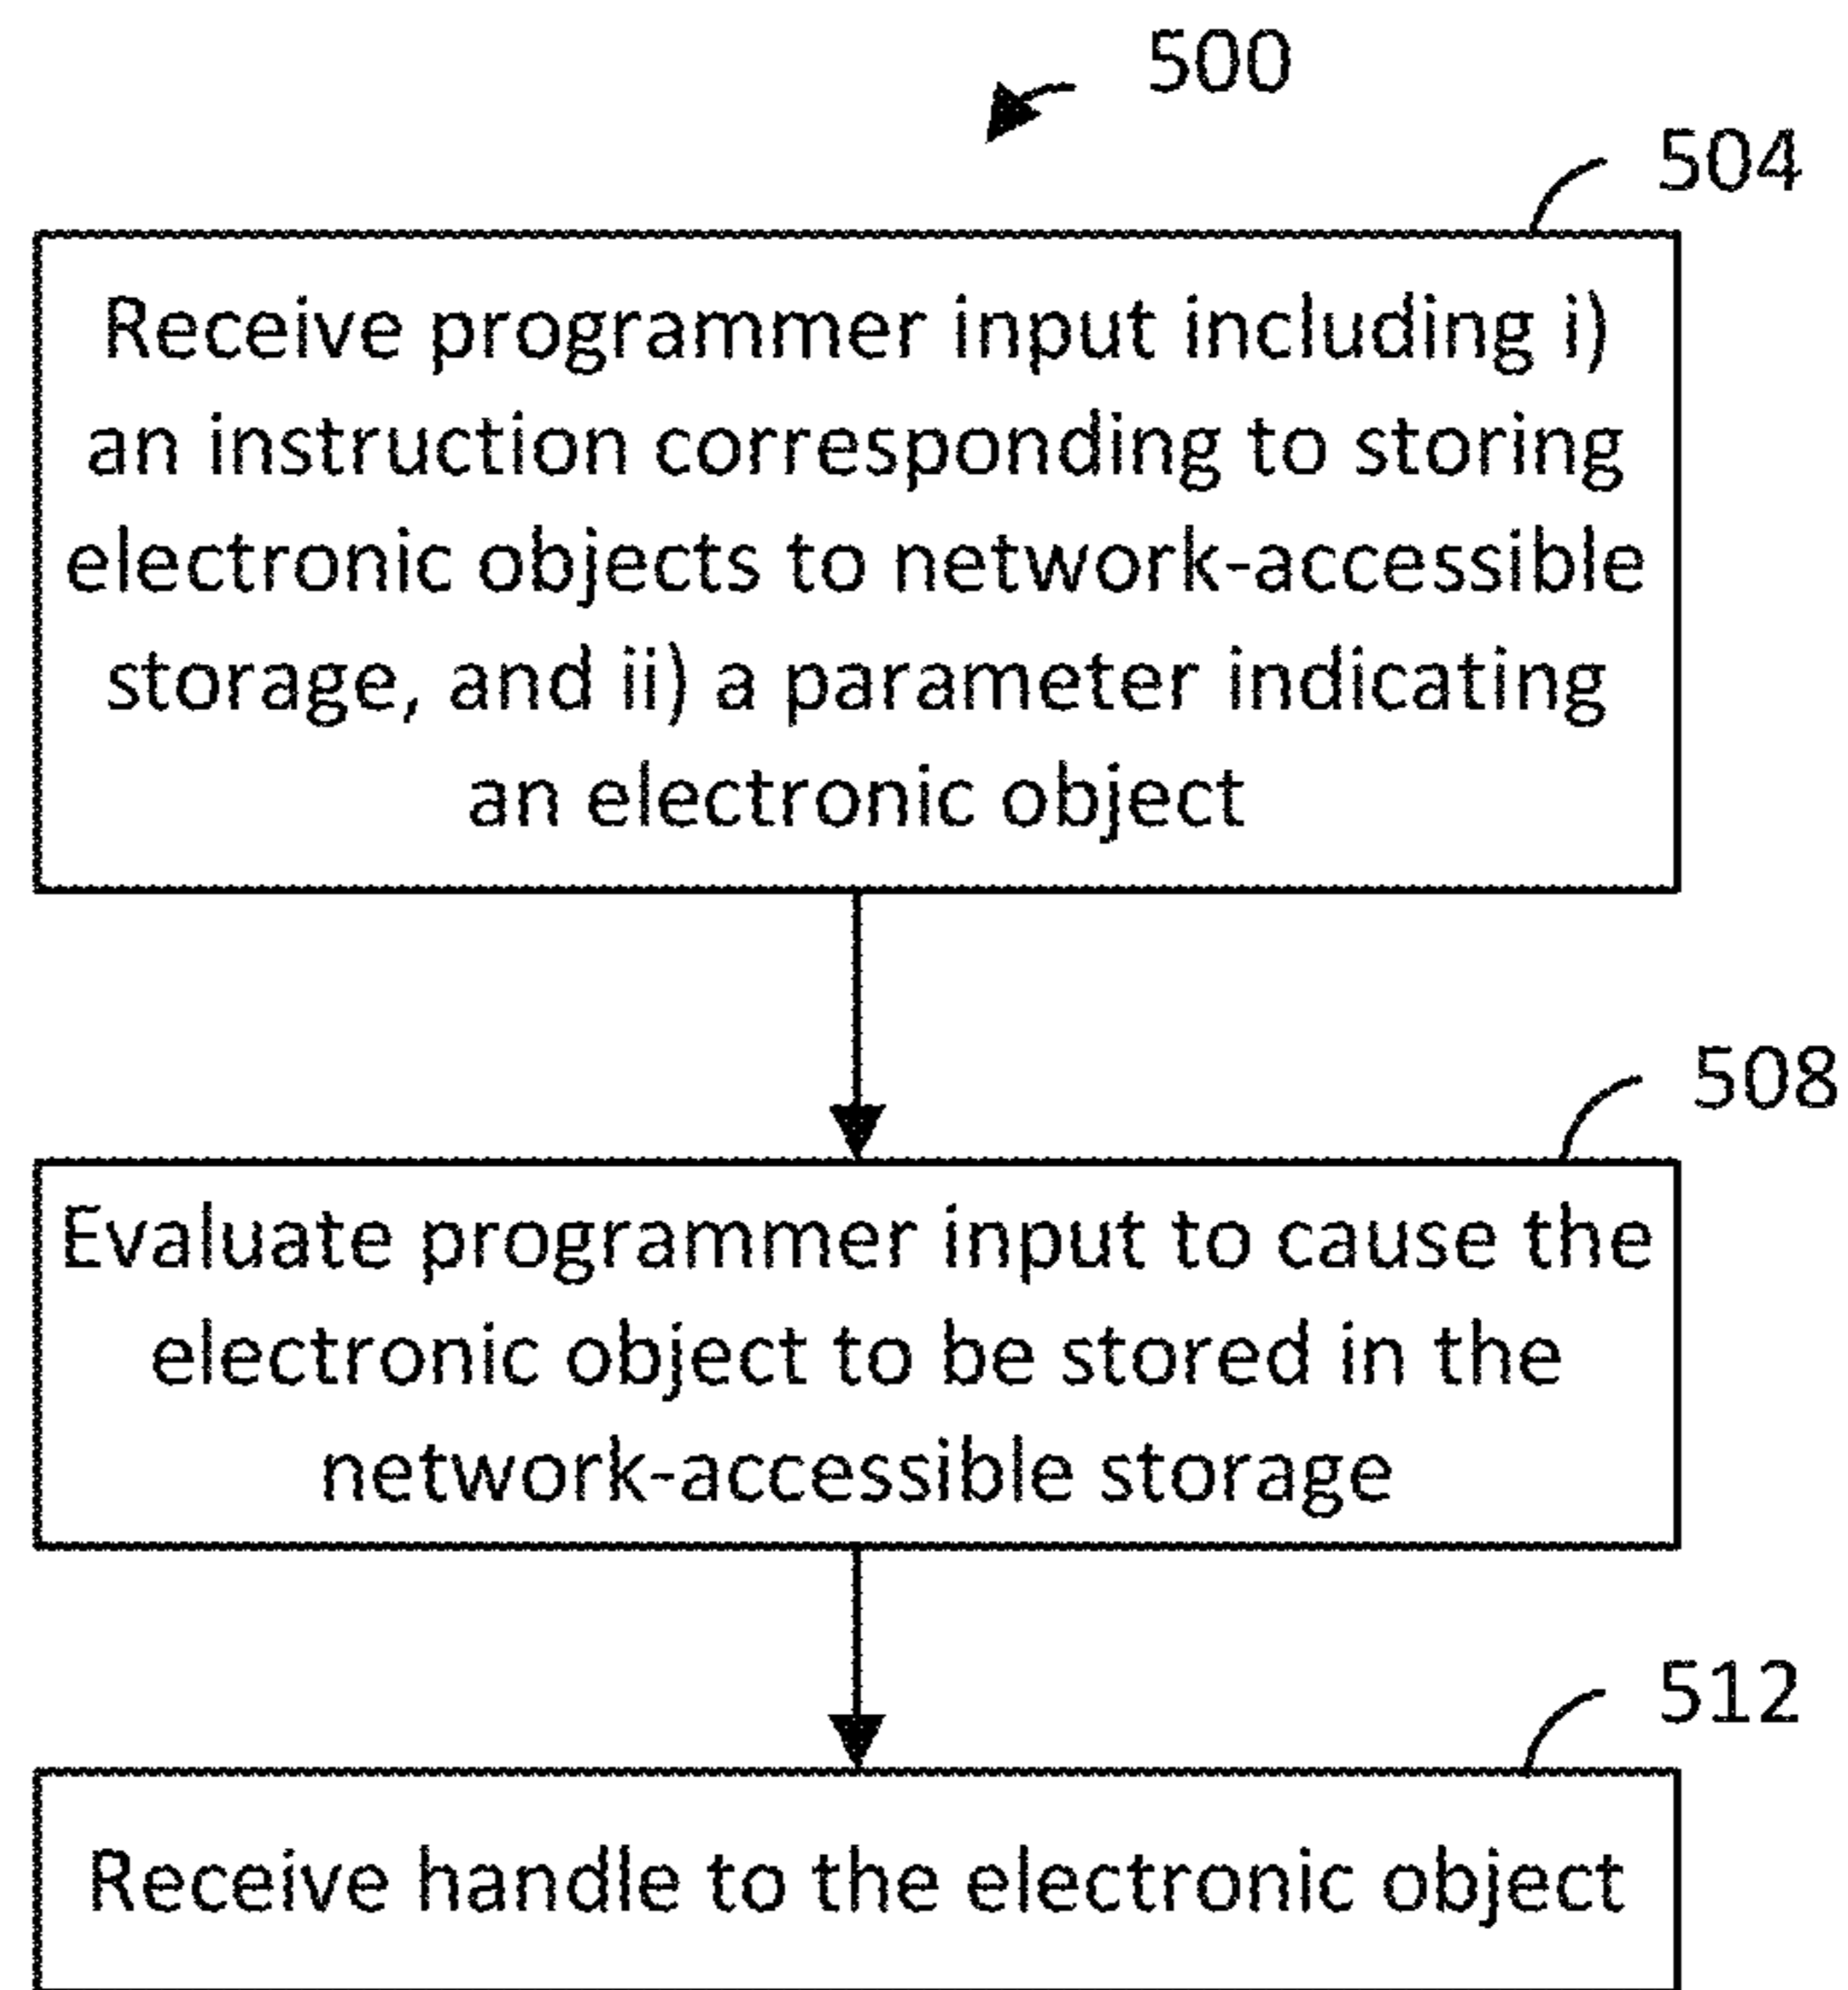 500
504
Receive programmer input including i)
an instruction corresponding to storing
electronic objects to network-accessible
storage, and ii) a parameter indicating
an electronic object
508
Evaluate programmer input to cause the
electronic object to be stored in the
network-accessible storage
512
Receive handle to the electronic object